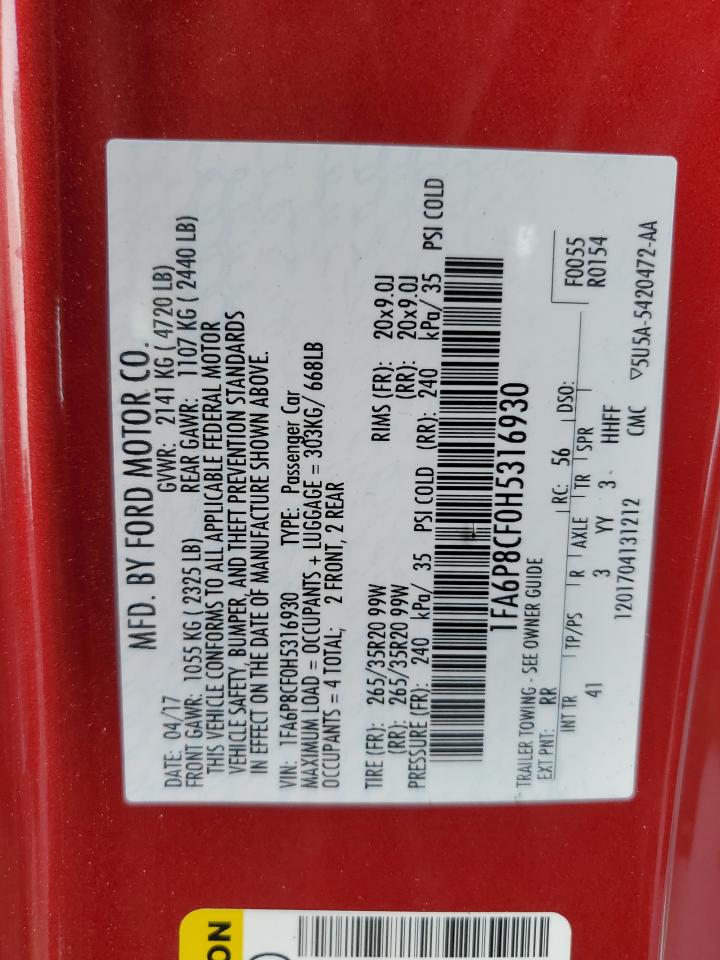 MFD. BY FORD MOTOR CO.
DATE: 04/17 GVWR: 2141 KG ( 4720 LB)
FRONT GAWR: 1055 KG ( 2325 LB) REAR GAWR: 1107 KG ( 2440 LB)
THIS VEHICLE CONFORMS TO ALL APPLICABLE FEDERAL MOTOR
VEHICLE SAFETY, BUMPER, AND THEFT PREVENTION STANDARDS
IN EFFECT ON THE DATE OF MANUFACTURE SHOWN ABOVE.
VIN: 1FA6P8CF0H5316930 TYPE: Passenger Car
MAXIMUM LOAD = OCCUPANTS + LUGGAGE = 303KG/ 668LB
OCCUPANTS = 4 TOTAL; 2 FRONT, 2 REAR
TIRE (FR): 265/35R20 99W RIMS (FR): 20x9.0J
(RR): 265/35R20 99W (RR): 20x9.0J
PRESSURE (FR): 240 kPa/ 35 PSI COLD (RR): 240 kPa/ 35 PSI COLD
1FA6P8CF0H5316930
TRAILER TOWING - SEE OWNER GUIDE
EXT PNT: RR RC: 56 DSO: F0055
R0154
INT TR TP/PS R AXLE TR SPR
41 3 YY 3 HHFF
1201704131212 CMC ▽5U5A-5420472-AA
ON